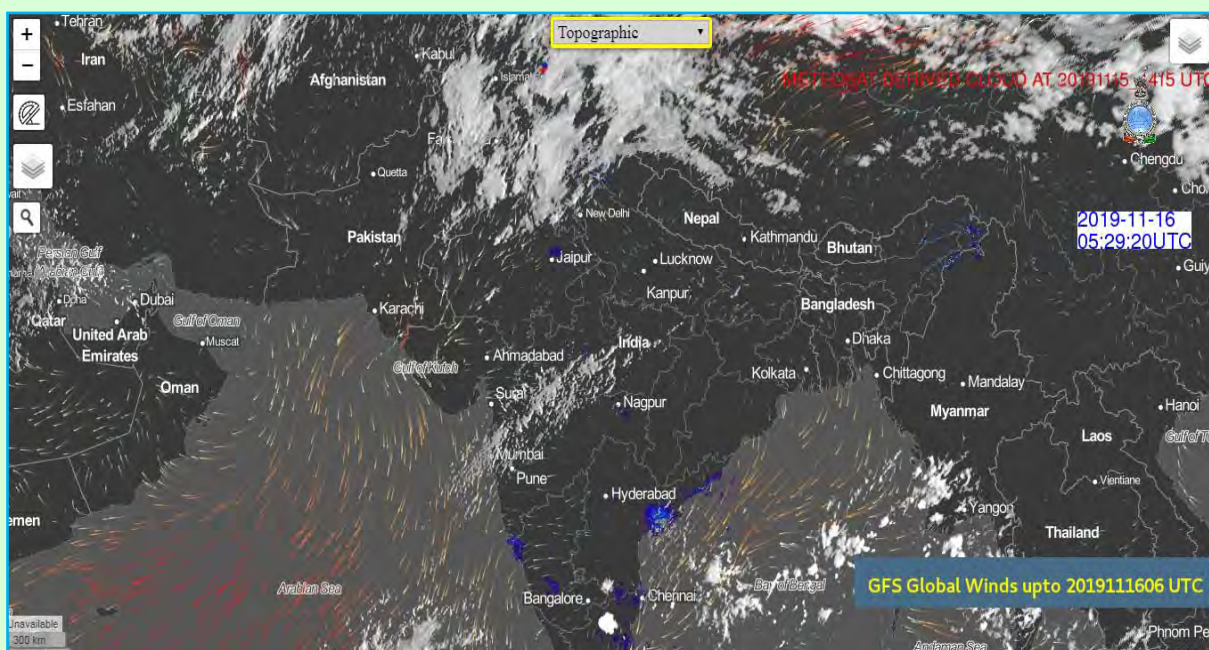 +
−
Topographic
Tehran
Iran
Esfahan
Kabul
Afghanistan
METEOSAT DERIVED CLOUD AT 20191115
Chengdu
Quetta
New Delhi
Nepal
Kathmandu
Bhutan
2019-11-16
05:29:20UTC
Pakistan
Jaipur
Lucknow
Kanpur
Persian Gulf
Bangladesh
Doha
Dubai
Qatar
United Arab
Emirates
Gulf of Oman
Muscat
Karachi
Gulf of Kutch
Ahmadabad
India
Dhaka
Kolkata
Chittagong
Mandalay
Oman
Surat
Nagpur
Myanmar
Hanoi
Laos
Mumbai
Pune
Hyderabad
Vientiane
Yangon
Thailand
Arabian Sea
Bay of Bengal
GFS Global Winds upto 2019111606 UTC
Bangalore
Chennai
Unavailable
300 km
Andaman Sea
Phnom Pe